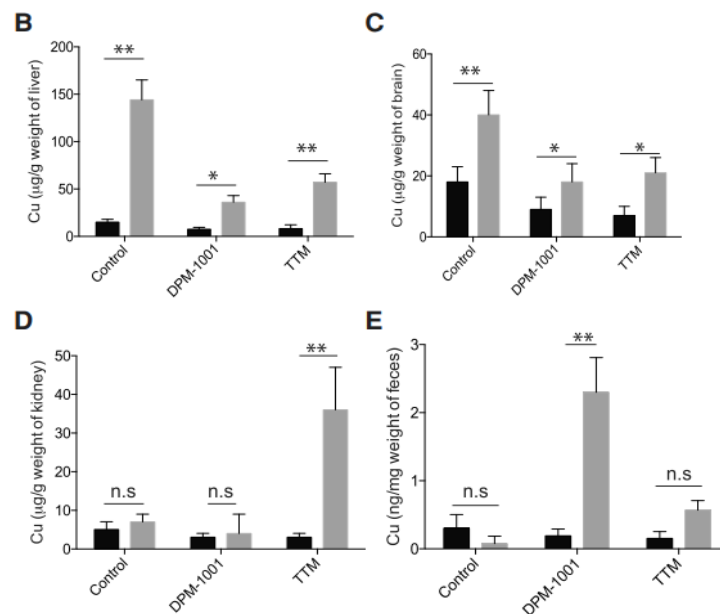 B
Cu (μg/g weight of liver)
200
150
100
50
0
**
*
**
Control
DPM-1001
TTM
C
Cu (μg/g weight of brain)
60
40
20
0
**
*
*
Control
DPM-1001
TTM
D
Cu (μg/g weight of kidney)
50
40
30
20
10
0
n.s
n.s
**
Control
DPM-1001
TTM
E
Cu (ng/mg weight of feces)
3
2
1
0
n.s
**
n.s
Control
DPM-1001
TTM